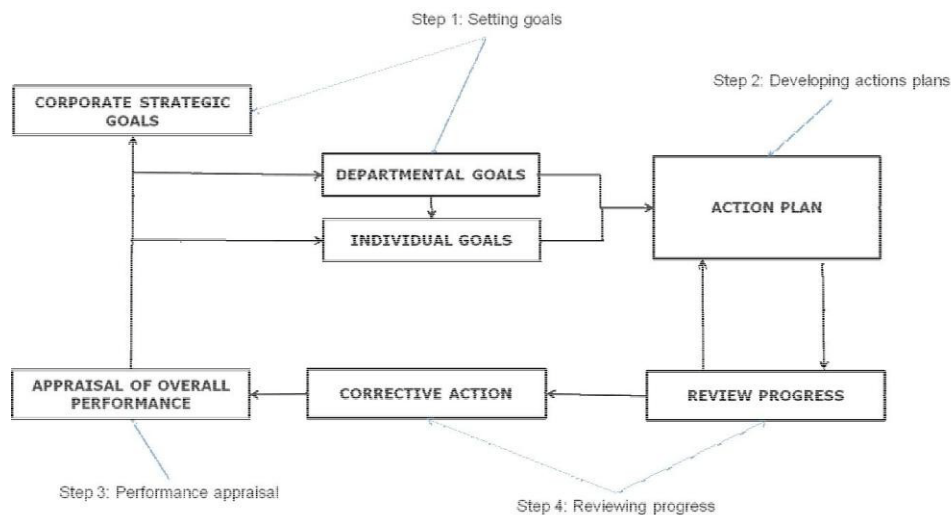 Step 1: Setting goals
Step 2: Developing actions plans
CORPORATE STRATEGIC
GOALS
DEPARTMENTAL GOALS
INDIVIDUAL GOALS
ACTION PLAN
APPRAISAL OF OVERALL
PERFORMANCE
CORRECTIVE ACTION
REVIEW PROGRESS
Step 3: Performance appraisal
Step 4: Reviewing progress